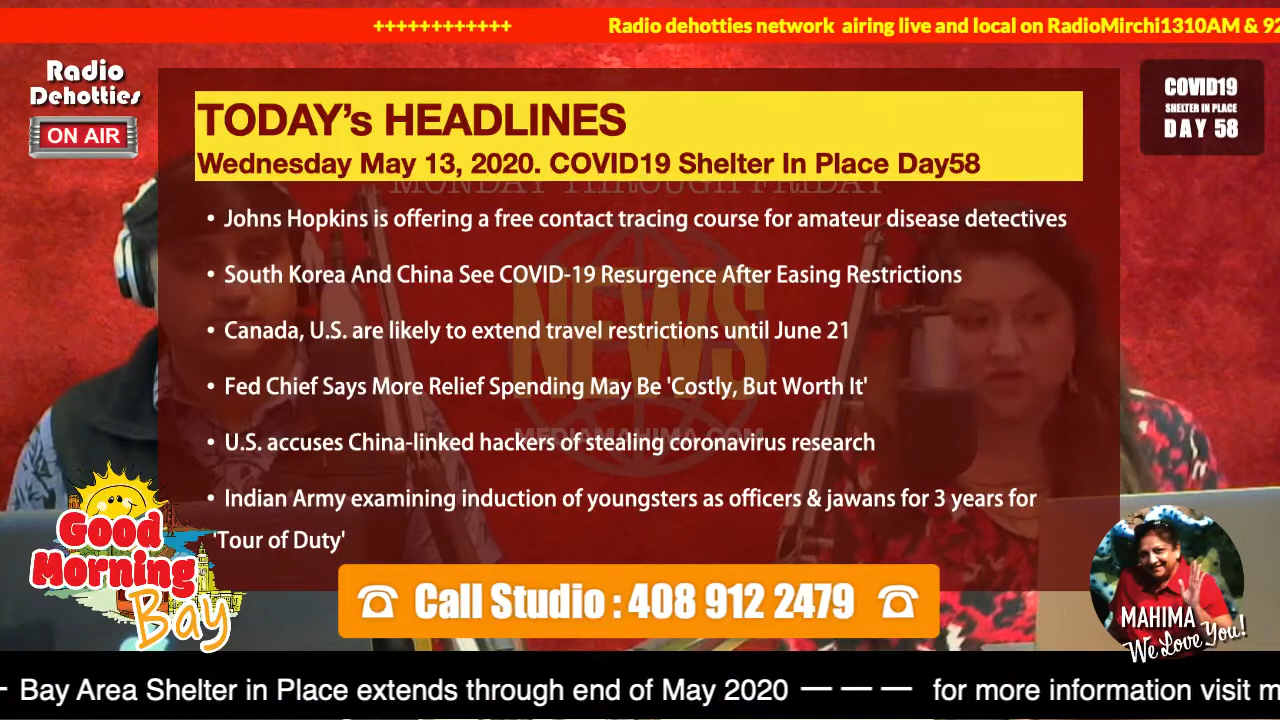 ++++++++++++ Radio dehotties network airing live and local on RadioMirchi1310AM & 92
Radio
Dehotties
ON AIR
COVID19
SHELTER IN PLACE
DAY 58
TODAY's HEADLINES
Wednesday May 13, 2020. COVID19 Shelter In Place Day58
MONDAY THROUGH FRIDAY
• Johns Hopkins is offering a free contact tracing course for amateur disease detectives
• South Korea And China See COVID-19 Resurgence After Easing Restrictions
• Canada, U.S. are likely to extend travel restrictions until June 21
NEWS
• Fed Chief Says More Relief Spending May Be 'Costly, But Worth It'
MEDIAMAHIMA.COM
• U.S. accuses China-linked hackers of stealing coronavirus research
• Indian Army examining induction of youngsters as officers & jawans for 3 years for
'Tour of Duty'
Good
Morning
Bay
☎ Call Studio : 408 912 2479 ☎
MAHIMA
We Love You!
Bay Area Shelter in Place extends through end of May 2020 — — — for more information visit m